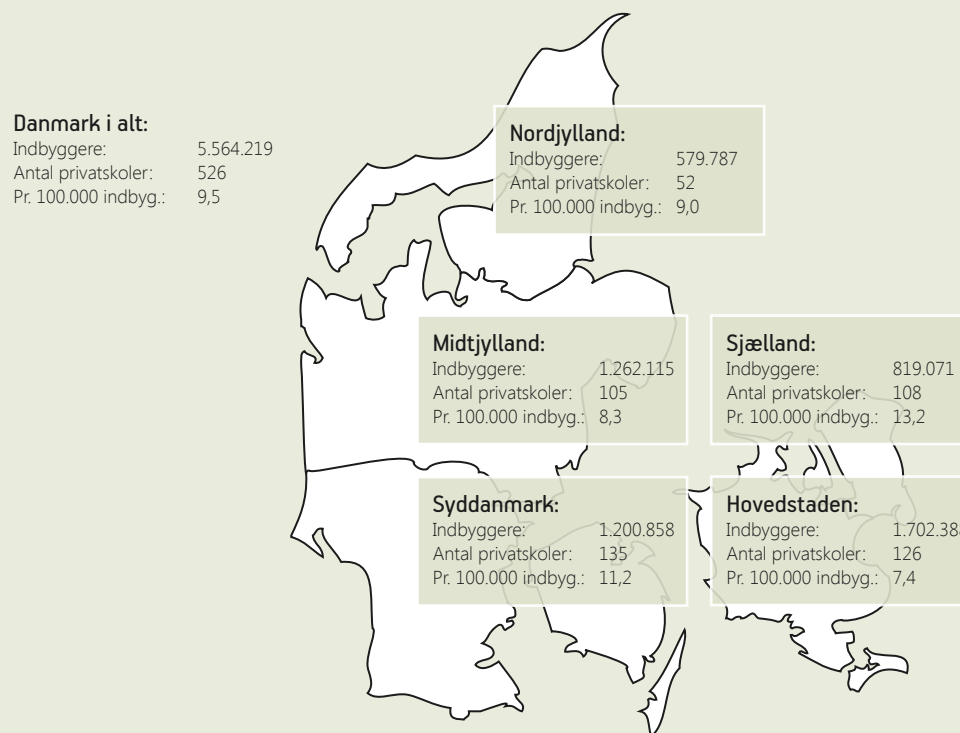 Danmark i alt:
Indbyggere: 5.564.219
Antal privatskoler: 526
Pr. 100.000 indbyg.: 9,5
Nordjylland:
Indbyggere: 579.787
Antal privatskoler: 52
Pr. 100.000 indbyg.: 9,0
Midtjylland:
Indbyggere: 1.262.115
Antal privatskoler: 105
Pr. 100.000 indbyg.: 8,3
Sjælland:
Indbyggere: 819.071
Antal privatskoler: 108
Pr. 100.000 indbyg.: 13,2
Syddanmark:
Indbyggere: 1.200.858
Antal privatskoler: 135
Pr. 100.000 indbyg.: 11,2
Hovedstaden:
Indbyggere:
Antal privatskoler: 126
Pr. 100.000 indbyg.: 7,4